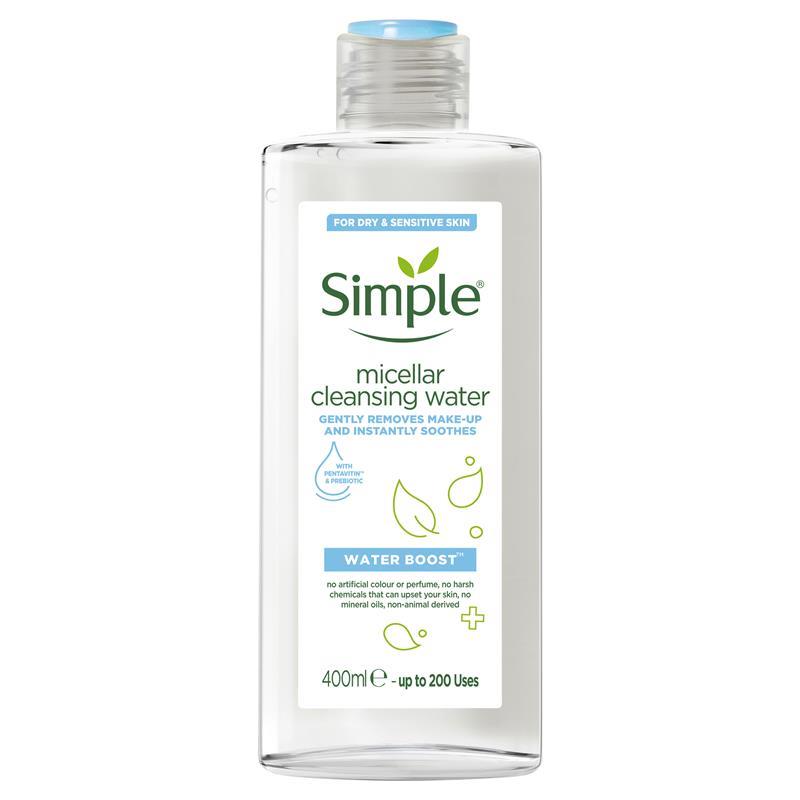 FOR DRY & SENSITIVE SKIN
Simple®
micellar
cleansing water
GENTLY REMOVES MAKE-UP
AND INSTANTLY SOOTHES
WITH
PENTAVITIN™
& PREBIOTIC
WATER BOOST™
no artificial colour or perfume, no harsh
chemicals that can upset your skin, no
mineral oils, non-animal derived
400ml℮ - up to 200 Uses